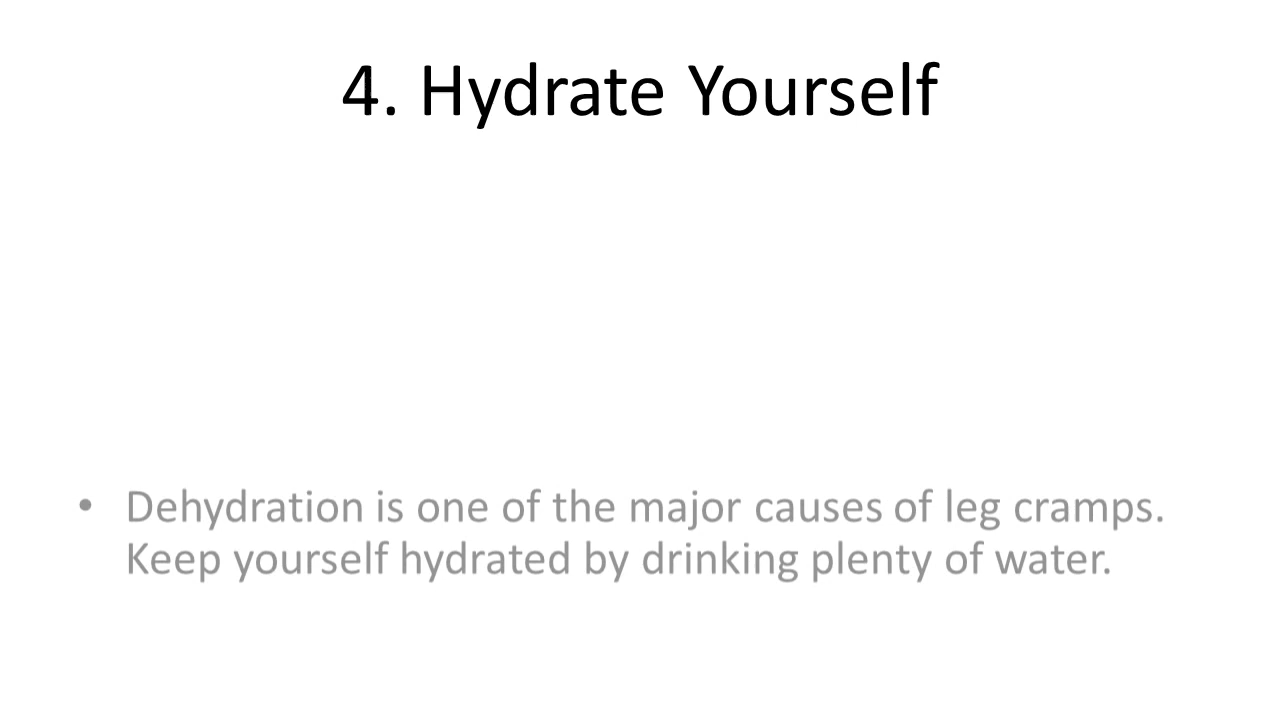 4. Hydrate Yourself
• Dehydration is one of the major causes of leg cramps.
Keep yourself hydrated by drinking plenty of water.